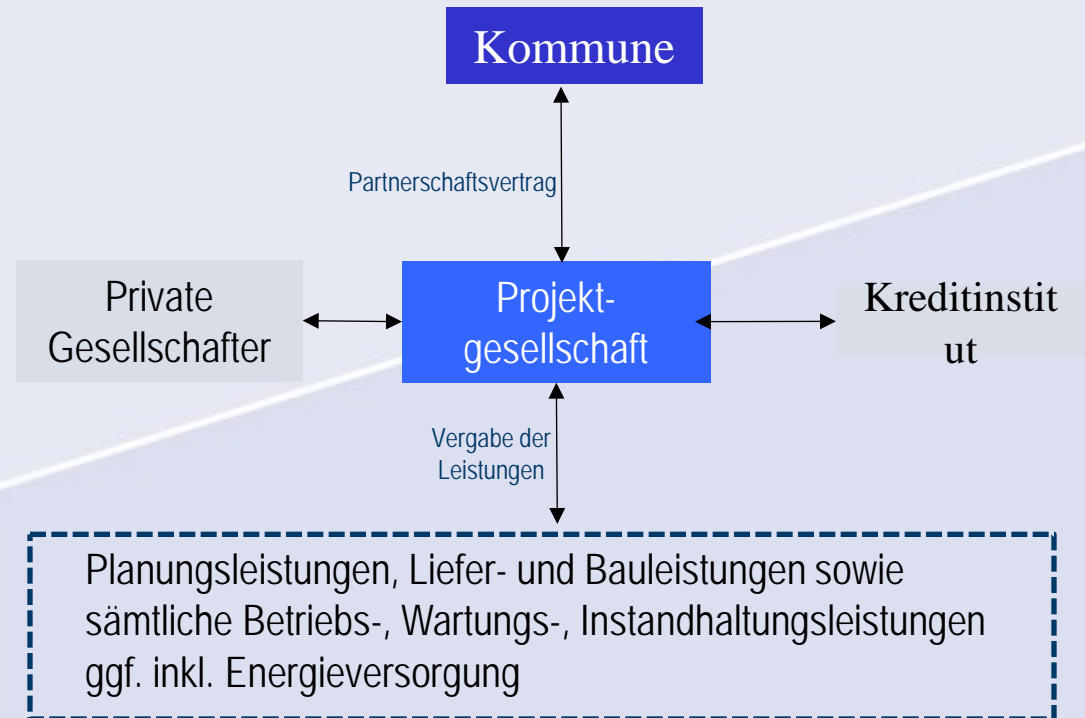 Kommune
Partnerschaftsvertrag
Private
Gesellschafter
Projekt-
gesellschaft
Kreditinstit
ut
Vergabe der
Leistungen
Planungsleistungen, Liefer- und Bauleistungen sowie
sämtliche Betriebs-, Wartungs-, Instandhaltungsleistungen
ggf. inkl. Energieversorgung